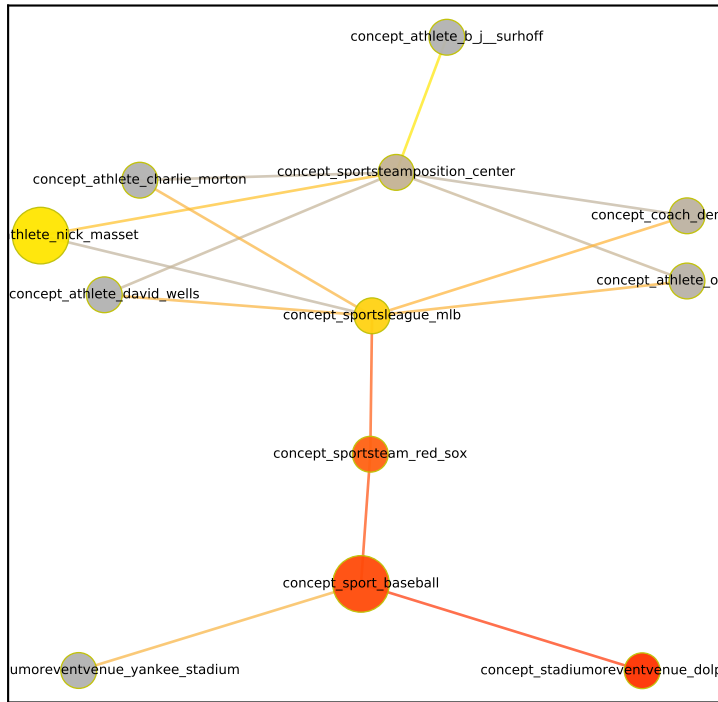 concept_athlete_b_j__surhoff
concept_sportsteamposition_center
concept_athlete_charlie_morton
concept_coach_der
thlete_nick_masset
concept_athlete_o
concept_athlete_david_wells
concept_sportsleague_mlb
concept_sportsteam_red_sox
concept_sport_baseball
umoreventvenue_yankee_stadium
concept_stadiumoreventvenue_dolp